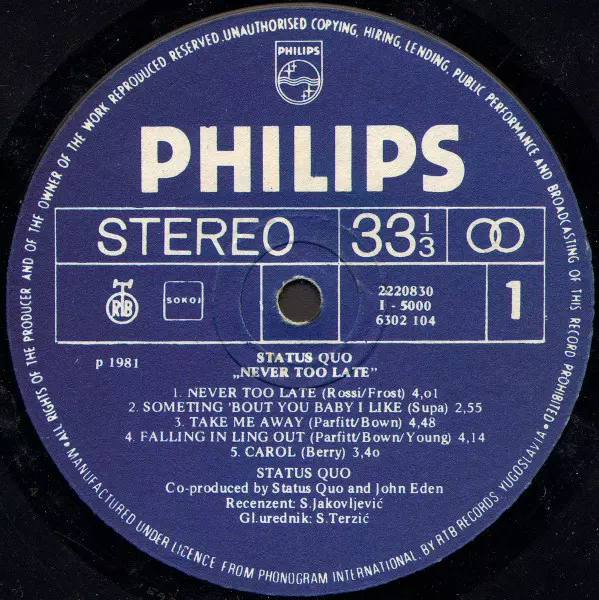 •ALL RIGHTS OF THE PRODUCER AND OF THE OWNER OF THE WORK REPRODUCED RESERVED. UNAUTHORISED COPYING, HIRING, LENDING, PUBLIC PERFORMANCE AND BROADCASTING OF THIS RECORD PROHIBITED•
PHILIPS
PHILIPS
STEREO
33 1/3
RTB
SOKOJ
2220830
I - 5000
6302 104
1
p 1981
STATUS QUO
„NEVER TOO LATE”
1. NEVER TOO LATE (Rossi/Frost) 4,o1
2. SOMETING 'BOUT YOU BABY I LIKE (Supa) 2,55
3. TAKE ME AWAY (Parfitt/Bown) 4,48
4. FALLING IN LING OUT (Parfitt/Bown/Young) 4,14
5. CAROL (Berry) 3,4o
STATUS QUO
Co-produced by Status Quo and John Eden
Recenzent: S.Jakovljević
Gl.urednik: S.Terzić
MANUFACTURED UNDER LICENCE FROM PHONOGRAM INTERNATIONAL. BY RTB RECORDS, YUGOSLAVIA•